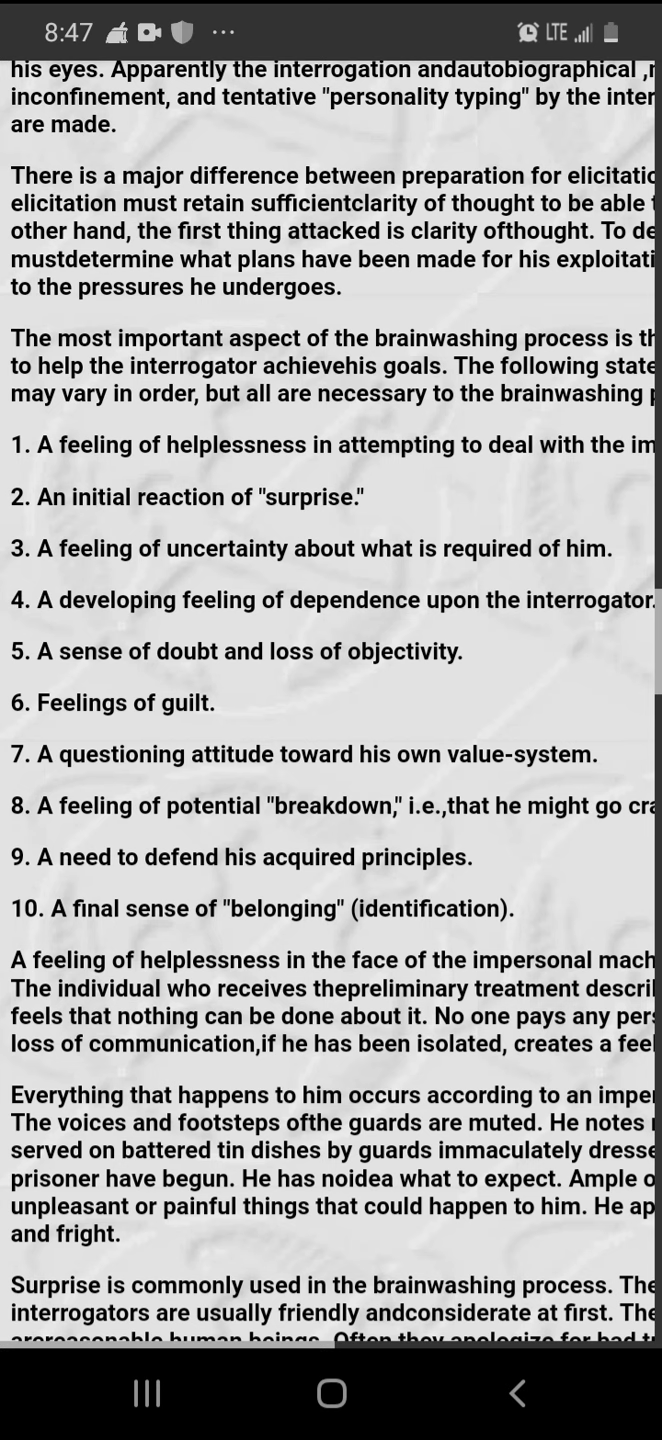 8:47
LTE
his eyes. Apparently the interrogation andautobiographical ,
inconfinement, and tentative "personality typing" by the inter
are made.
There is a major difference between preparation for elicitatio
elicitation must retain sufficientclarity of thought to be able
other hand, the first thing attacked is clarity ofthought. To de
mustdetermine what plans have been made for his exploitati
to the pressures he undergoes.
The most important aspect of the brainwashing process is th
to help the interrogator achievehis goals. The following state
may vary in order, but all are necessary to the brainwashing
1. A feeling of helplessness in attempting to deal with the im
2. An initial reaction of "surprise."
3. A feeling of uncertainty about what is required of him.
4. A developing feeling of dependence upon the interrogator.
5. A sense of doubt and loss of objectivity.
6. Feelings of guilt.
7. A questioning attitude toward his own value-system.
8. A feeling of potential "breakdown," i.e.,that he might go cra
9. A need to defend his acquired principles.
10. A final sense of "belonging" (identification).
A feeling of helplessness in the face of the impersonal mach
The individual who receives thepreliminary treatment descri
feels that nothing can be done about it. No one pays any pers
loss of communication,if he has been isolated, creates a feel
Everything that happens to him occurs according to an imper
The voices and footsteps ofthe guards are muted. He notes
served on battered tin dishes by guards immaculately dresse
prisoner have begun. He has noidea what to expect. Ample o
unpleasant or painful things that could happen to him. He ap
and fright.
Surprise is commonly used in the brainwashing process. The
interrogators are usually friendly andconsiderate at first. The
arereasonable human beings. Often they apologize for bad